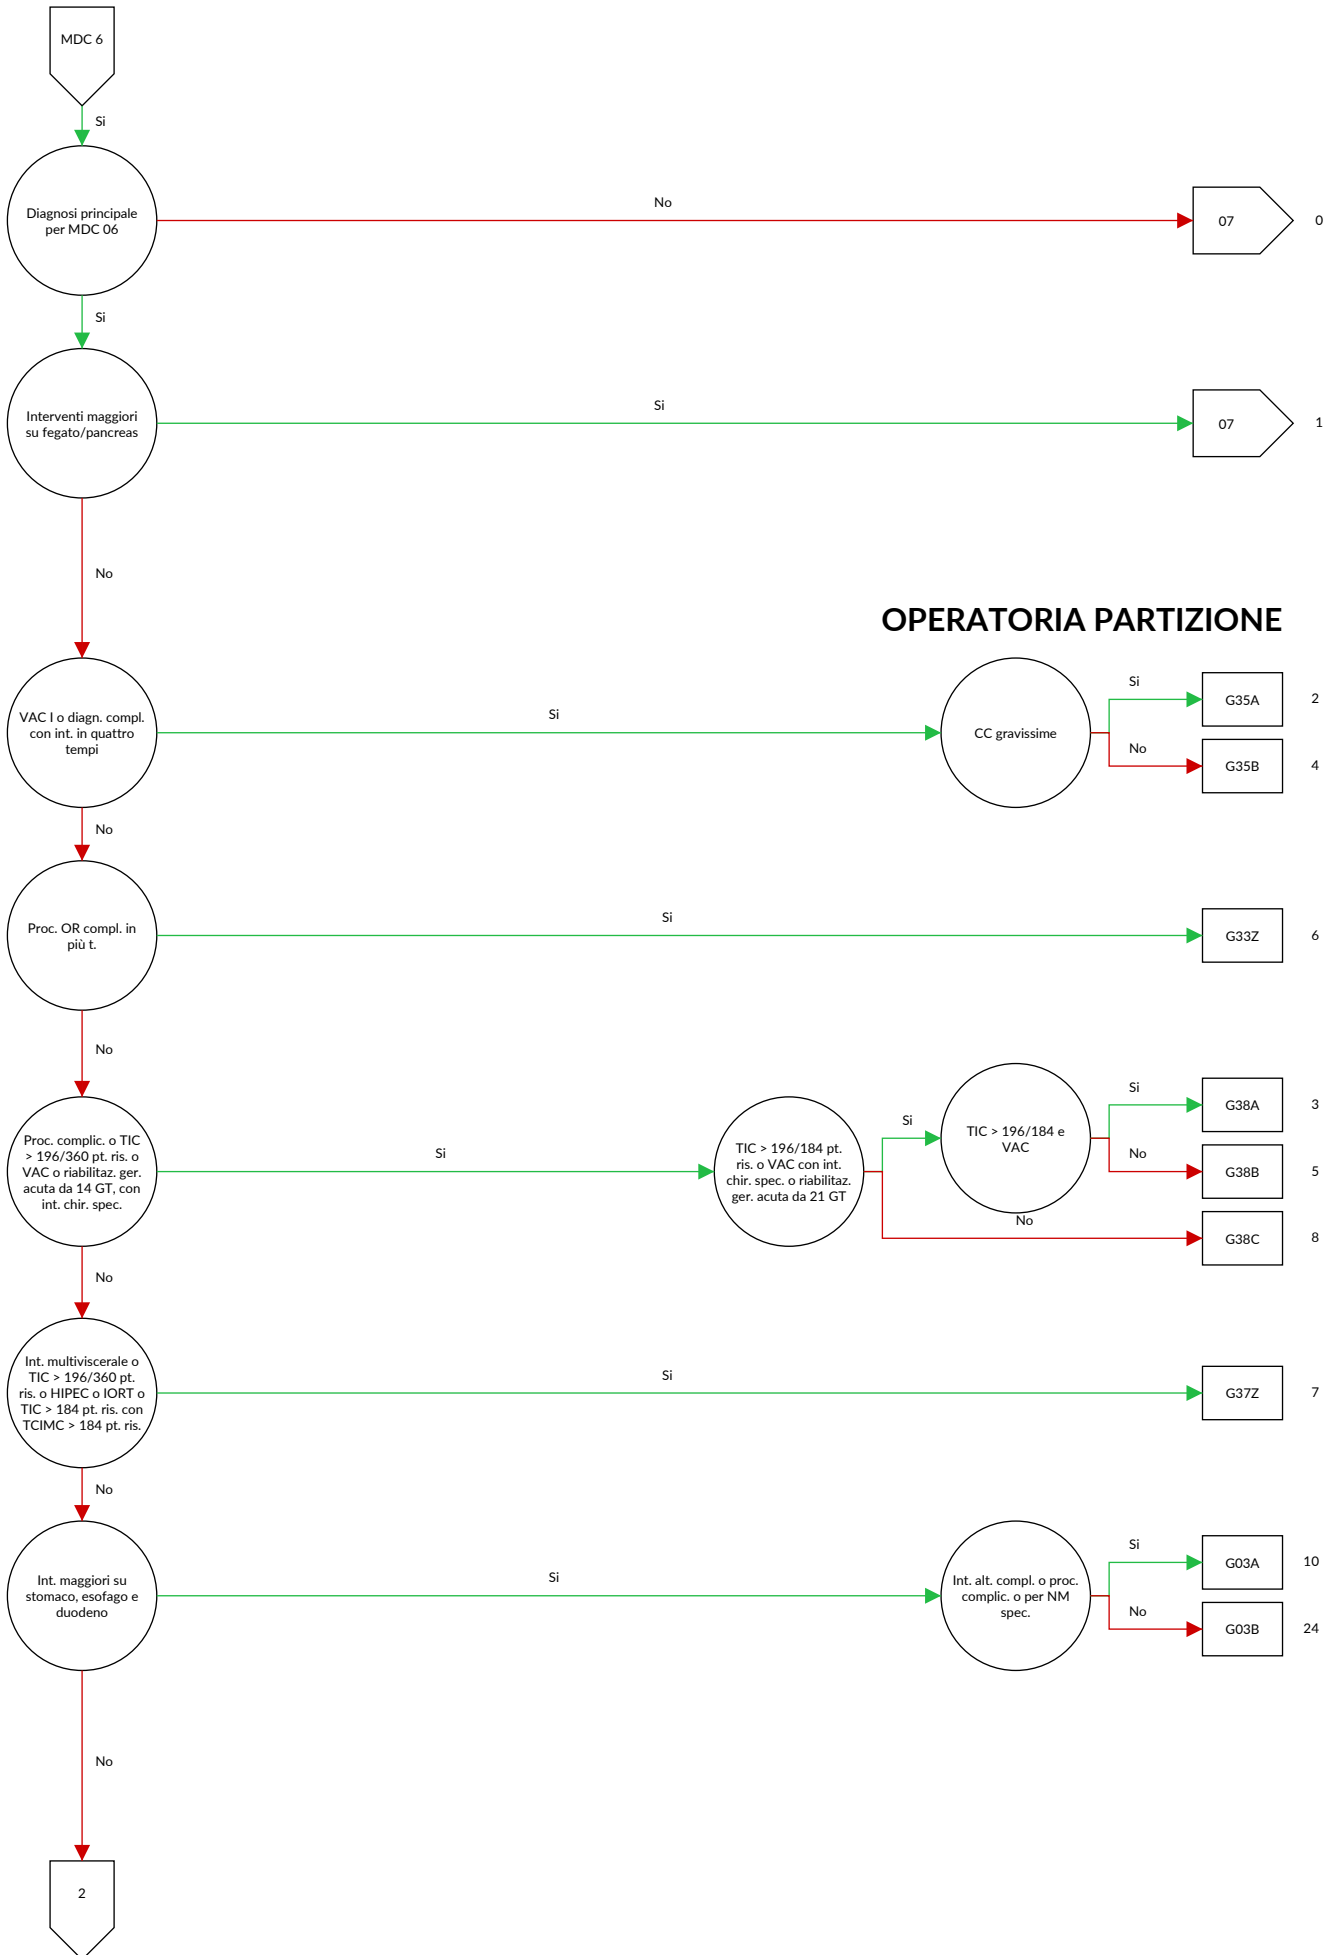 MDC 6
Si
Diagnosi principale
per MDC 06
No
07
0
Si
Interventi maggiori
su fegato/pancreas
Si
07
1
No
OPERATORIA PARTIZIONE
VAC I o diagn. compl.
con int. in quattro
tempi
Si
CC gravissime
Si
G35A
2
No
G35B
4
No
Proc. OR compl. in
più t.
Si
G33Z
6
No
Proc. complic. o TIC
> 196/360 pt. ris. o
VAC o riabilitaz. ger.
acuta da 14 GT, con
int. chir. spec.
Si
TIC > 196/184 pt.
ris. o VAC con int.
chir. spec. o riabilitaz.
ger. acuta da 21 GT
Si
TIC > 196/184 e
VAC
Si
G38A
3
No
G38B
5
No
G38C
8
No
Int. multiviscerale o
TIC > 196/360 pt.
ris. o HIPEC o IORT o
TIC > 184 pt. ris. con
TCIMC > 184 pt. ris.
Si
G37Z
7
No
Int. maggiori su
stomaco, esofago e
duodeno
Si
Int. alt. compl. o proc.
complic. o per NM
spec.
Si
G03A
10
No
G03B
24
No
2